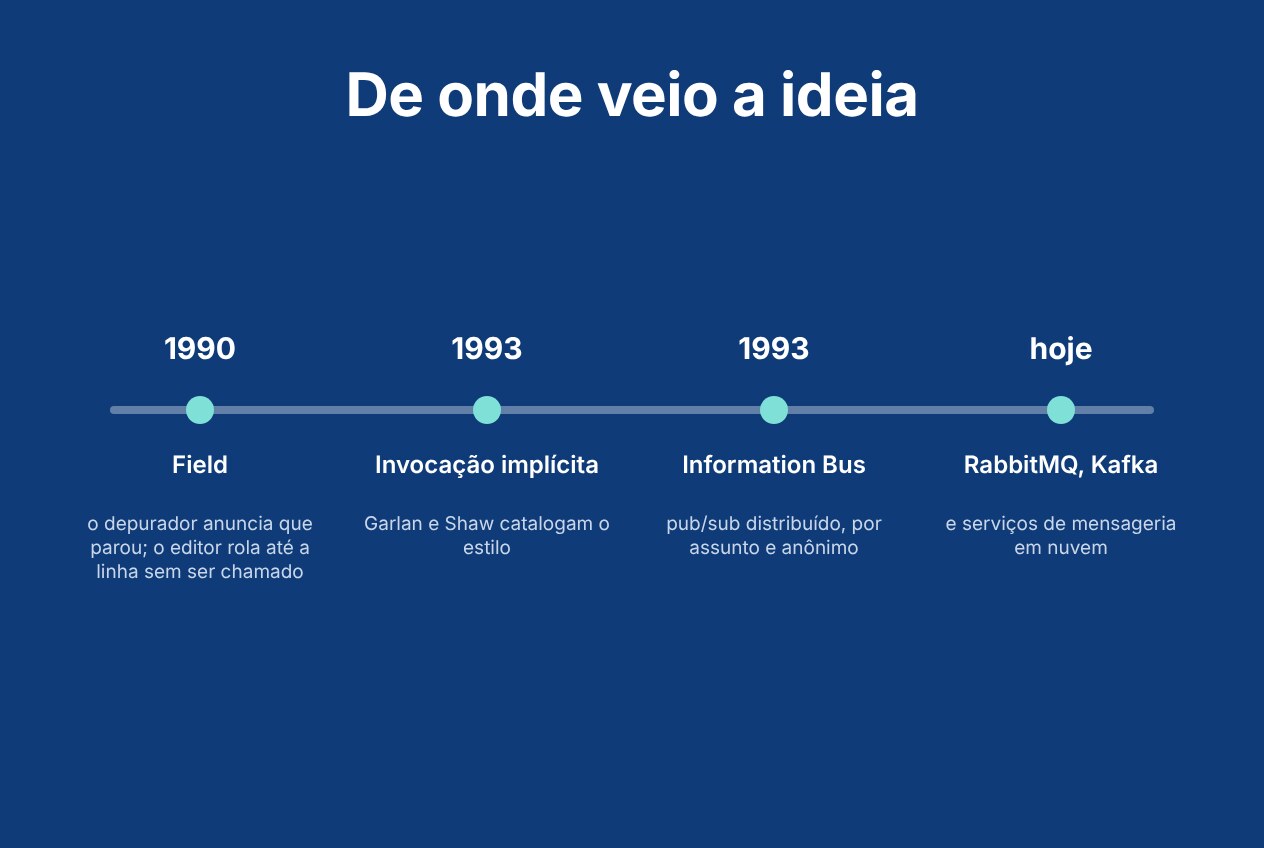 De onde veio a ideia
1990
1993
1993
hoje
Field
Invocação implícita
Information Bus
RabbitMQ, Kafka
o depurador anuncia que
parou; o editor rola até a
linha sem ser chamado
Garlan e Shaw catalogam o
estilo
pub/sub distribuído, por
assunto e anônimo
e serviços de mensageria
em nuvem